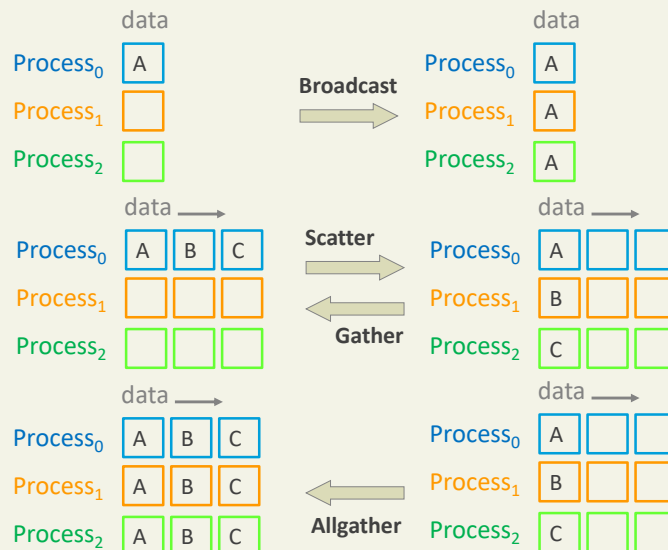 data data
Process0 A Process0 A
Broadcast
Process1 Process1 A
Process2 Process2 A
data data
Process0 A B C Scatter Process0 A
Process1 Process1 B
Gather
Process2 Process2 C
data data
Process0 A B C Process0 A
Process1 A B C Process1 B
Allgather
Process2 A B C Process2 C